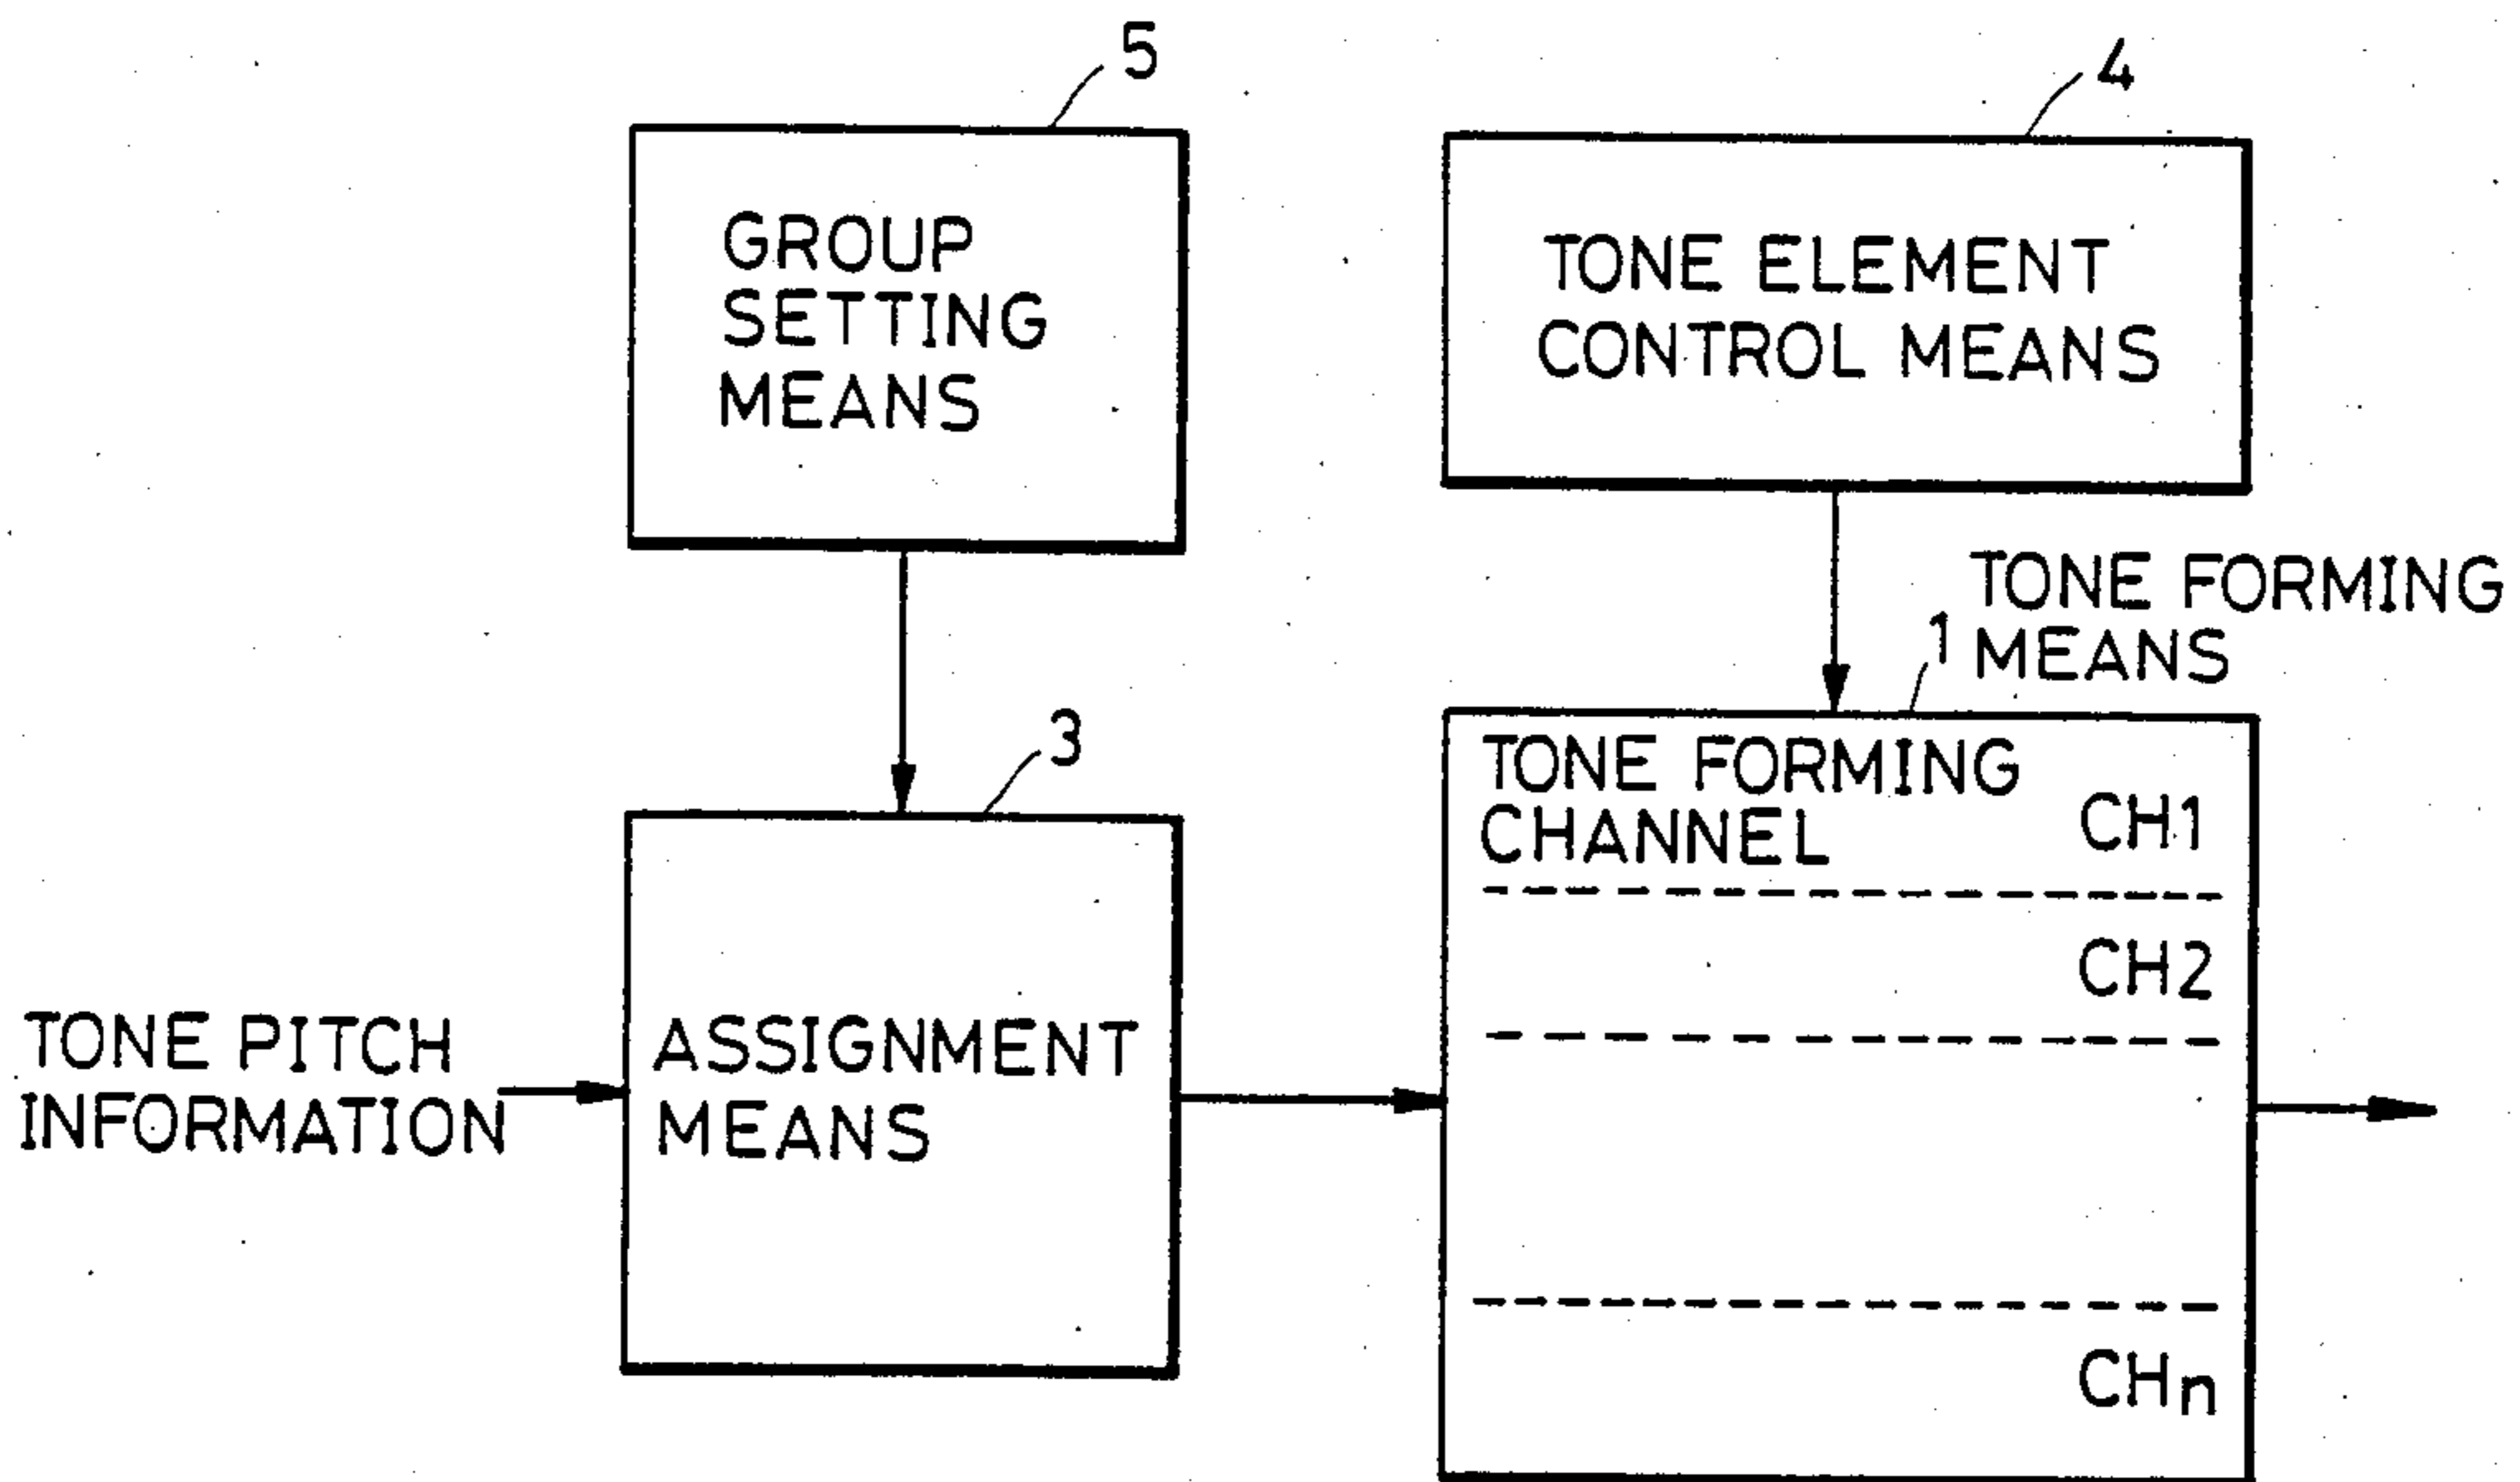 5
GROUP
SETTING
MEANS
4
TONE ELEMENT
CONTROL MEANS
TONE FORMING
MEANS
1
3
TONE PITCH
INFORMATION
ASSIGNMENT
MEANS
TONE FORMING
CHANNEL
CH1
CH2
CHn